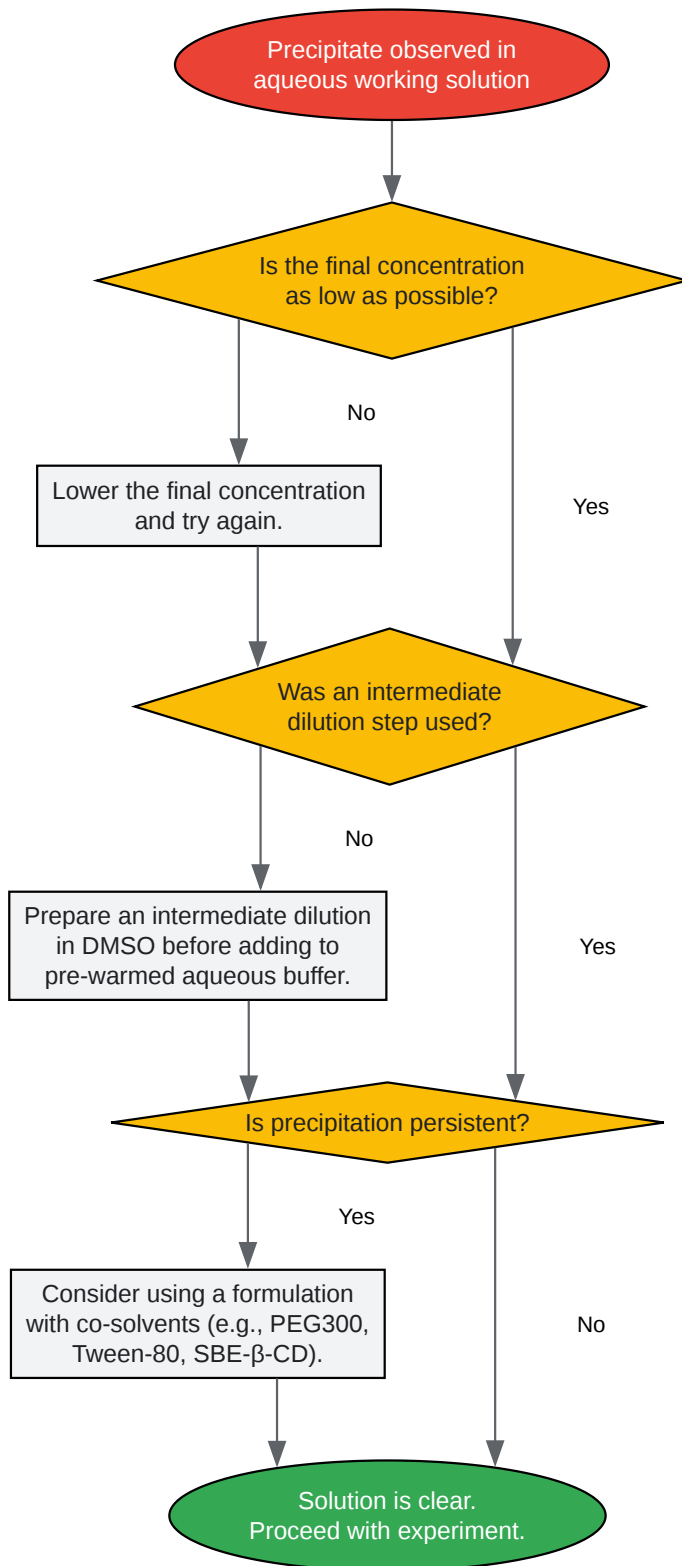 Precipitate observed in
aqueous working solution
Is the final concentration
as low as possible?
No
Lower the final concentration
and try again.
Yes
Was an intermediate
dilution step used?
No
Prepare an intermediate dilution
in DMSO before adding to
pre-warmed aqueous buffer.
Yes
Is precipitation persistent?
Yes
Consider using a formulation
with co-solvents (e.g., PEG300,
Tween-80, SBE-β-CD).
No
Solution is clear.
Proceed with experiment.